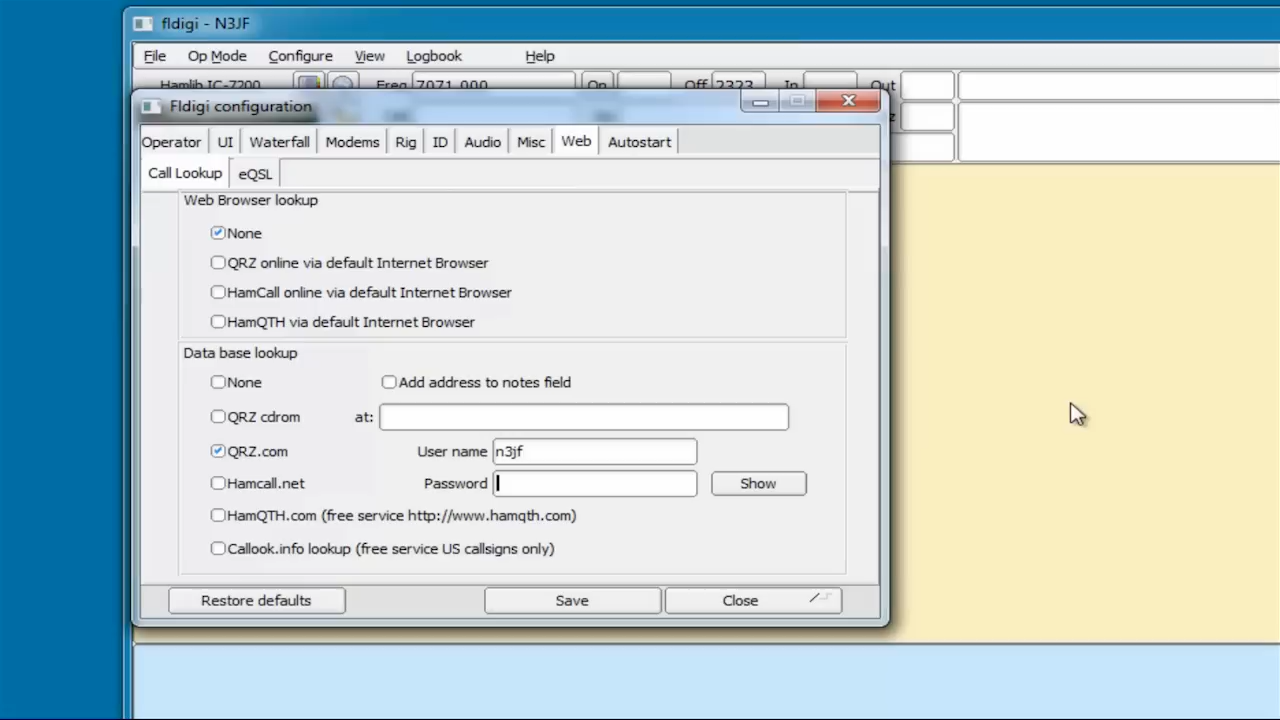 fldigi - N3JF
File Op Mode Configure View Logbook Help
Hamlib IC-7200 Freq 7071.000 On Off 2323 In Out
Fldigi configuration
Operator UI Waterfall Modems Rig ID Audio Misc Web Autostart
Call Lookup eQSL
Web Browser lookup
None
QRZ online via default Internet Browser
HamCall online via default Internet Browser
HamQTH via default Internet Browser
Data base lookup
None Add address to notes field
QRZ cdrom at:
QRZ.com User name n3jf
Hamcall.net Password Show
HamQTH.com (free service http://www.hamqth.com)
Callook.info lookup (free service US callsigns only)
Restore defaults Save Close